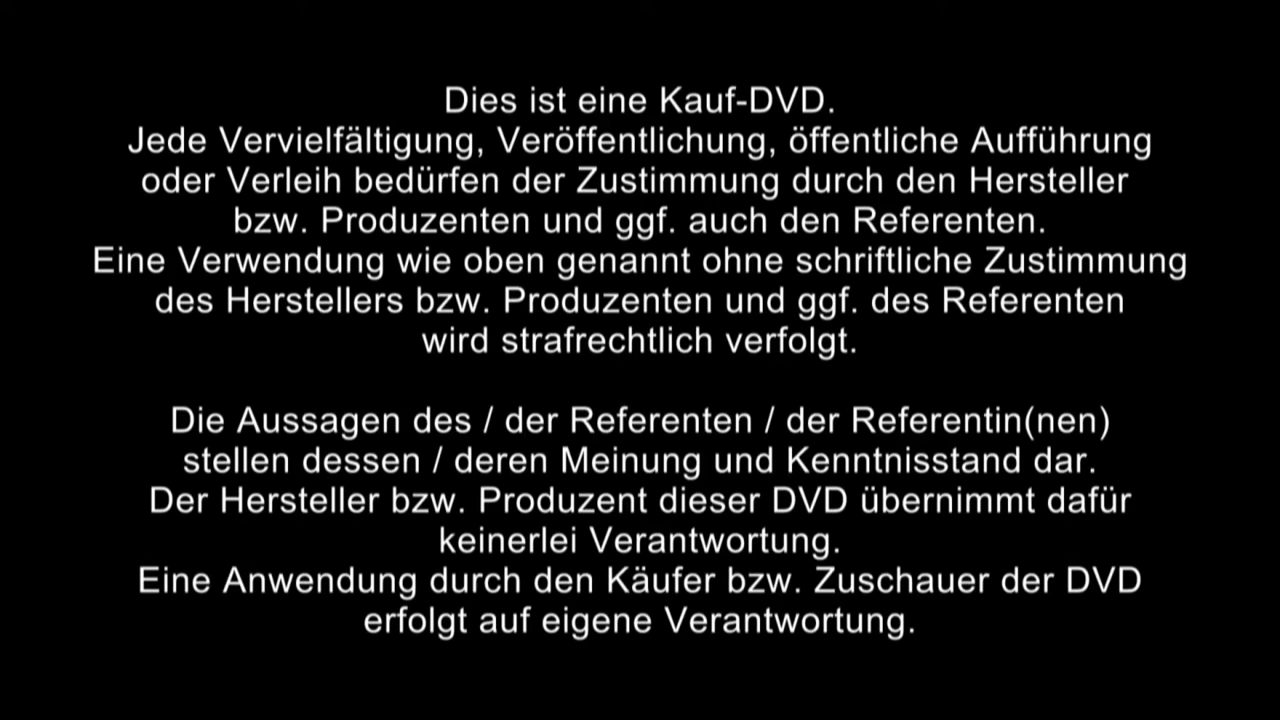 Dies ist eine Kauf-DVD.
Jede Vervielfältigung, Veröffentlichung, öffentliche Aufführung
oder Verleih bedürfen der Zustimmung durch den Hersteller
bzw. Produzenten und ggf. auch den Referenten.
Eine Verwendung wie oben genannt ohne schriftliche Zustimmung
des Herstellers bzw. Produzenten und ggf. des Referenten
wird strafrechtlich verfolgt.
Die Aussagen des / der Referenten / der Referentin(nen)
stellen dessen / deren Meinung und Kenntnisstand dar.
Der Hersteller bzw. Produzent dieser DVD übernimmt dafür
keinerlei Verantwortung.
Eine Anwendung durch den Käufer bzw. Zuschauer der DVD
erfolgt auf eigene Verantwortung.